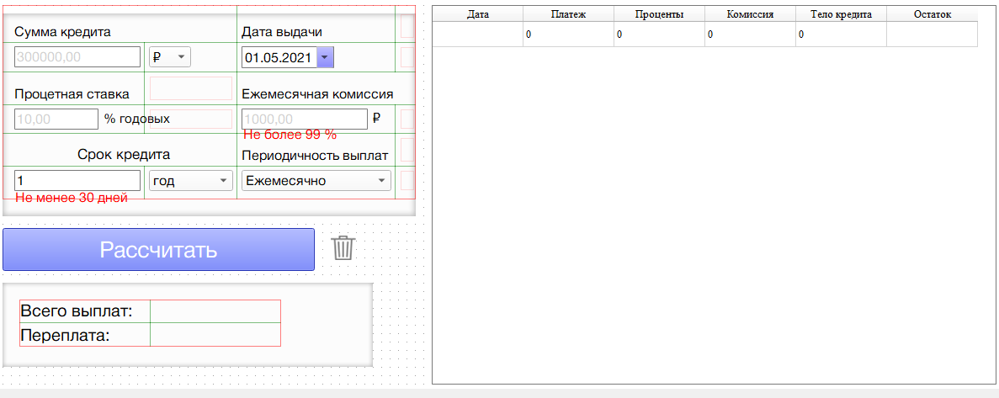 Сумма кредита
Дата выдачи
300000,00
₽
01.05.2021
Процетная ставка
Ежемесячная комиссия
10,00
% годовых
1000,00
₽
Не более 99 %
Срок кредита
Периодичность выплат
1
год
Ежемесячно
Не менее 30 дней
Рассчитать
Всего выплат:
Переплата:
Дата Платеж Проценты Комиссия Тело кредита Остаток
0 0 0 0